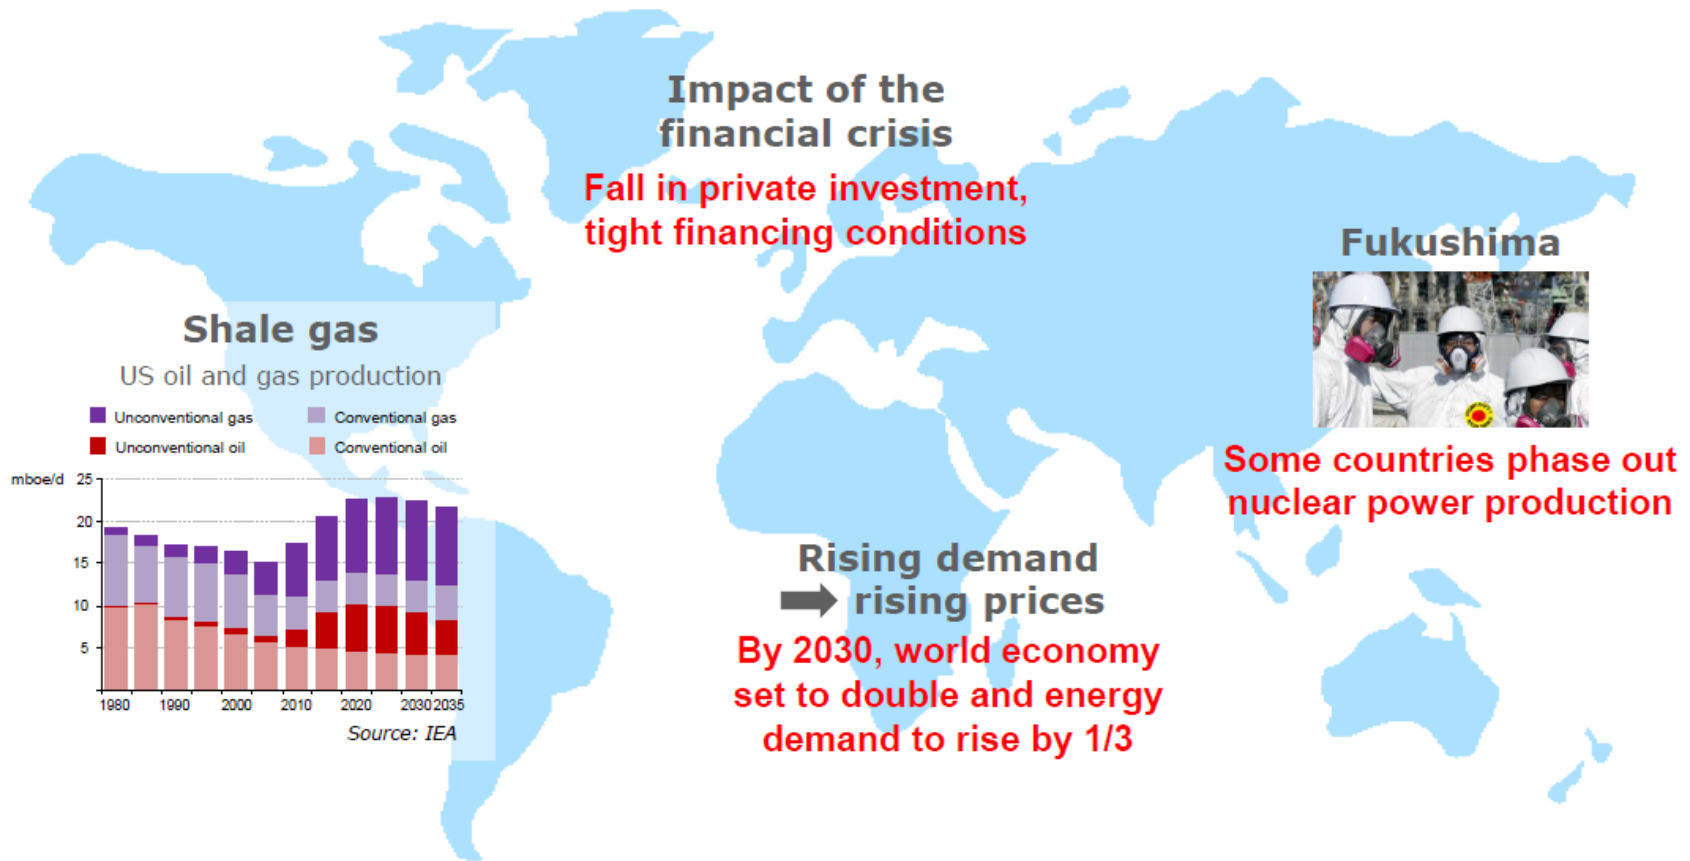 Impact of the
financial crisis
Fall in private investment,
tight financing conditions
Fukushima
Some countries phase out
nuclear power production
Shale gas
US oil and gas production
Unconventional gas
Conventional gas
Unconventional oil
Conventional oil
mboe/d
25
20
15
10
5
1980 1990 2000 2010 2020 2030 2035
Source: IEA
Rising demand
rising prices
By 2030, world economy
set to double and energy
demand to rise by 1/3